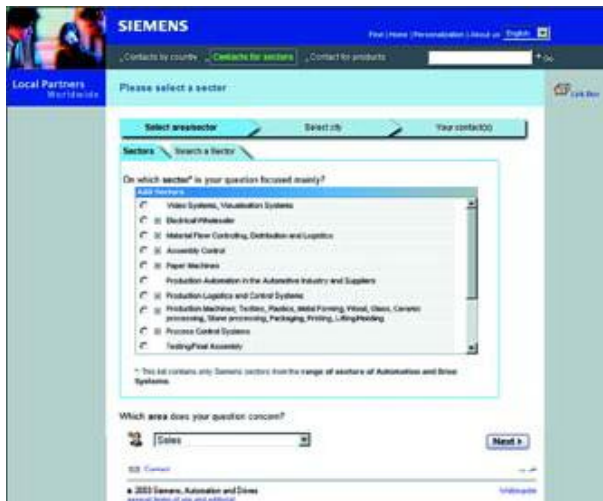 SIEMENS
Home | Personalization | About us English
Contacts by country Contacts for sectors Contact for products
Go
Local Partners
Worldwide
Please select a sector
Link Box
Select area/sector Select city Your contact(s)
Sectors Search a Sector
On which sector* is your question focused mainly?
Add Sectors
Video Systems, Visualisation Systems
Electrical Wholesaler
Material Flow Controlling, Distribution and Logistics
Assembly Control
Paper Machines
Production Automation in the Automotive Industry and Suppliers
Production Logistics and Control Systems
Production Machines, Textiles, Plastics, Metal Forming, Wood, Glass, Ceramic
processing, Stone processing, Packaging, Printing, Lifting/Holding
Process Control Systems
Testing/Final Assembly
* This list contains only Siemens sectors from the range of sectors of Automation and Drive
Systems.
Which area does your question concern?
Sales
Next
Contact
© 2003 Siemens, Automation and Drives Webmaster